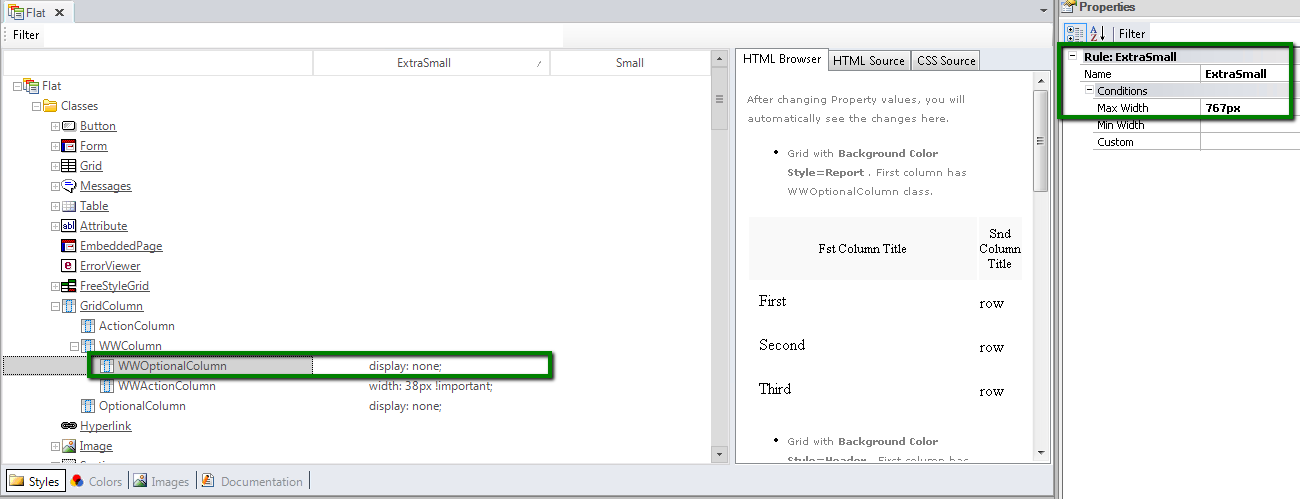 Flat
Filter
ExtraSmall
Small
Flat
Classes
Button
Form
Grid
Messages
Table
abl Attribute
EmbeddedPage
e ErrorViewer
FreeStyleGrid
GridColumn
ActionColumn
WWColumn
WWOptionalColumn display: none;
WWActionColumn width: 38px !important;
OptionalColumn display: none;
Hyperlink
Image
Styles Colors Images Documentation
HTML Browser HTML Source CSS Source
After changing Property values, you will
automatically see the changes here.
Grid with Background Color
Style=Report . First column has
WWOptionalColumn class.
Fst Column Title
Snd
Column
Title
First row
Second row
Third row
Grid with Background Color
Style=Header . First column has
Properties
A Z Filter
Rule: ExtraSmall
Name ExtraSmall
Conditions
Max Width 767px
Min Width
Custom